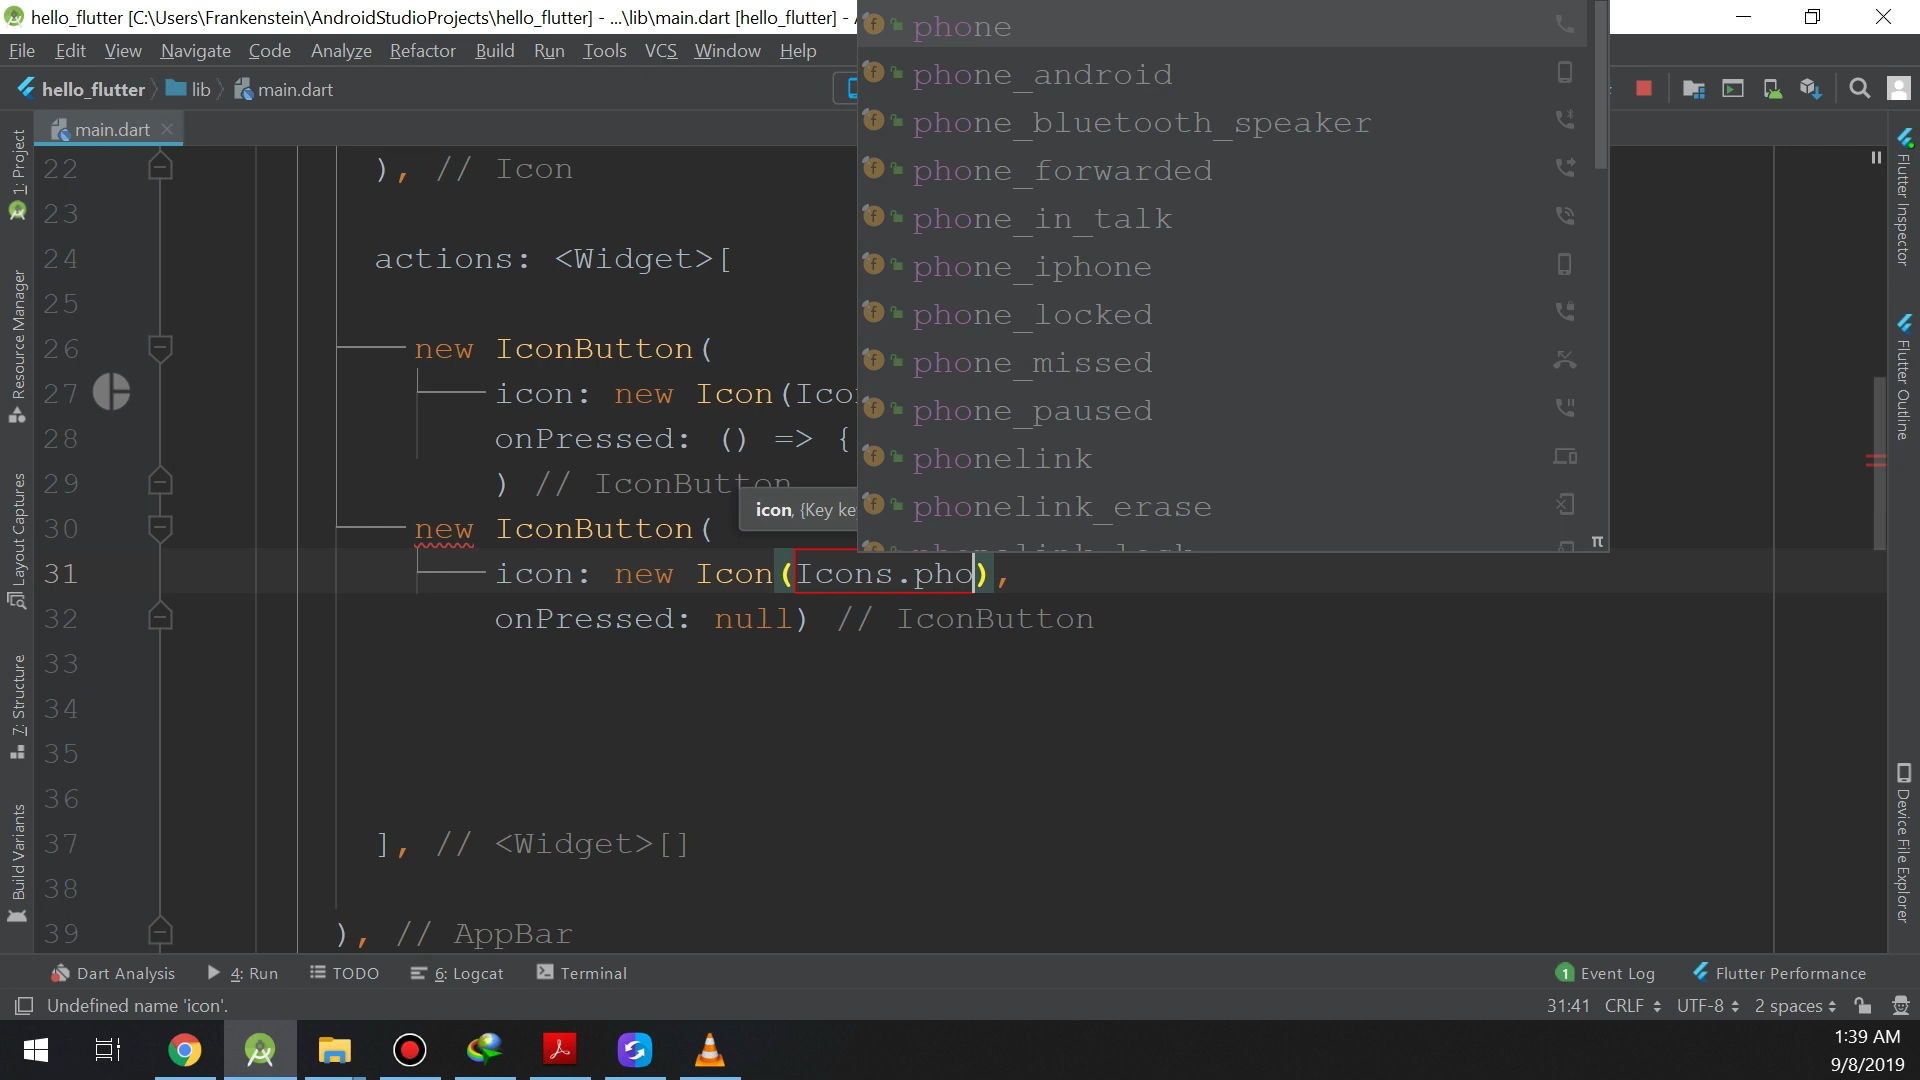 hello_flutter [C:\Users\Frankenstein\AndroidStudioProjects\hello_flutter] - ...\lib\main.dart [hello_flutter] -
File Edit View Navigate Code Analyze Refactor Build Run Tools VCS Window Help
hello_flutter lib main.dart
main.dart
1: Project
Resource Manager
Layout Captures
7: Structure
Build Variants
22 ), // Icon
23
24 actions: <Widget>[
25
26 new IconButton(
27 icon: new Icon(Ico
28 onPressed: () => {
29 ) // IconButton
30 new IconButton(
31 icon: new Icon(Icons.pho),
32 onPressed: null) // IconButton
33
34
35
36
37 ], // <Widget>[]
38
39 ), // AppBar
icon, {Key ke
phone
phone_android
phone_bluetooth_speaker
phone_forwarded
phone_in_talk
phone_iphone
phone_locked
phone_missed
phone_paused
phonelink
phonelink_erase
phonelink_lock
π
Flutter Inspector
Flutter Outline
Device File Explorer
Dart Analysis 4: Run TODO 6: Logcat Terminal 1 Event Log Flutter Performance
Undefined name 'icon'. 31:41 CRLF UTF-8 2 spaces
1:39 AM
9/8/2019